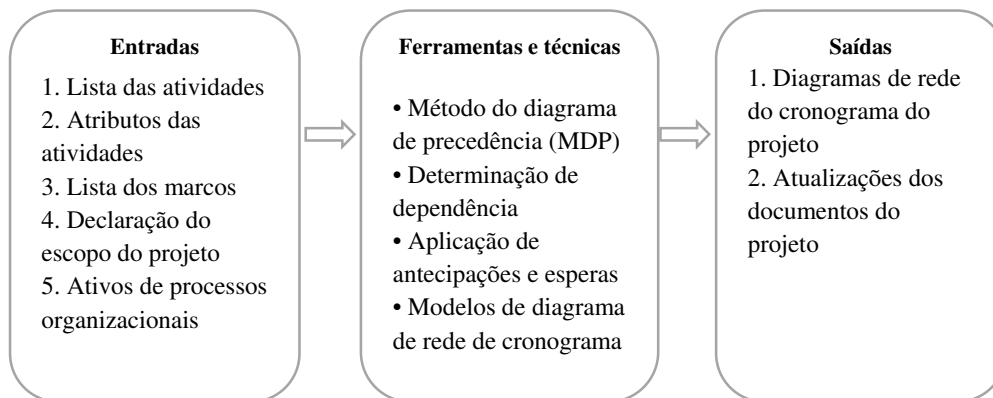 Entradas
1. Lista das atividades
2. Atributos das
atividades
3. Lista dos marcos
4. Declaração do
escopo do projeto
5. Ativos de processos
organizacionais
Ferramentas e técnicas
• Método do diagrama
de precedência (MDP)
• Determinação de
dependência
• Aplicação de
antecipações e esperas
• Modelos de diagrama
de rede de cronograma
Saídas
1. Diagramas de rede
do cronograma do
projeto
2. Atualizações dos
documentos do
projeto